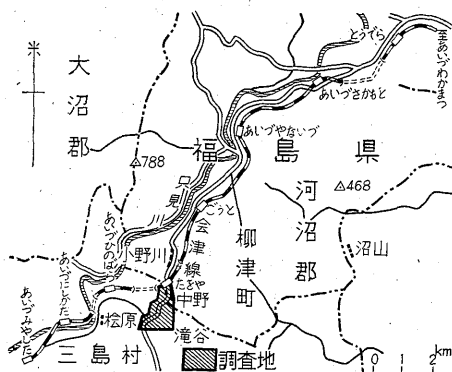 とうでら
至あいづわかまつ
あいづさかもと
大沼郡
あいづやないづ
福島県
△788
只見川
ごうど
会津線
河沼郡
△468
柳津町
沼山
小野川
あいづひのはら
あいづにしかた
あいづみやした
たきや
中野
桧原
滝谷
三島村
調査地
0 1 2 km